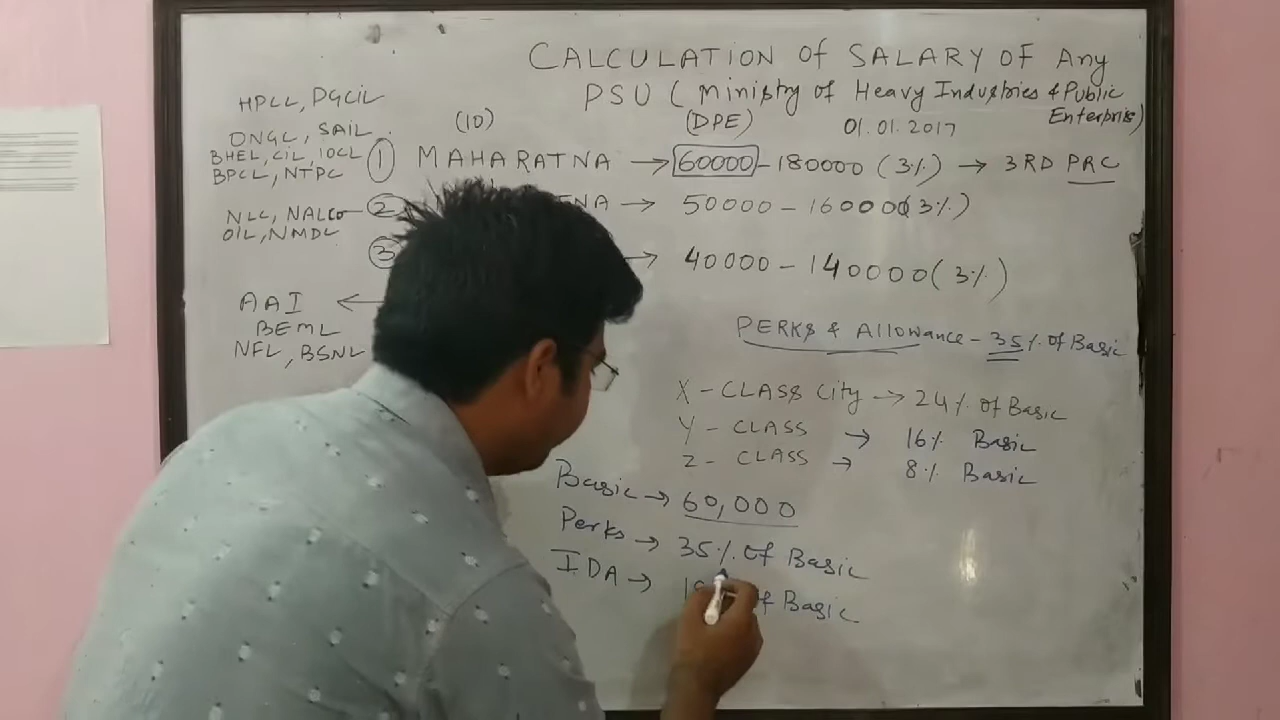 CALCULATION of SALARY OF Any
PSU (Ministry of Heavy Industries & Public
Enterpris)
(DPE) 01.01.2017
HPCL, PGCIL
ONGC, SAIL
BHEL, CIL, IOCL
BPCL, NTPC
(10)
① MAHARATNA → 60000 - 180000 (3%) → 3RD PRC
NLC, NALCO
OIL, NMDC
② → 50000 - 160000 (3%)
③ → 40000 - 140000 (3%)
AAI ←
BEML
NFL, BSNL
PERKS & Allowance - 35% of Basic
X - CLASS City → 24% Of Basic
Y - CLASS → 16% Basic
Z - CLASS → 8% Basic
Basic → 60,000
Perks → 35% Of Basic
IDA → Of Basic